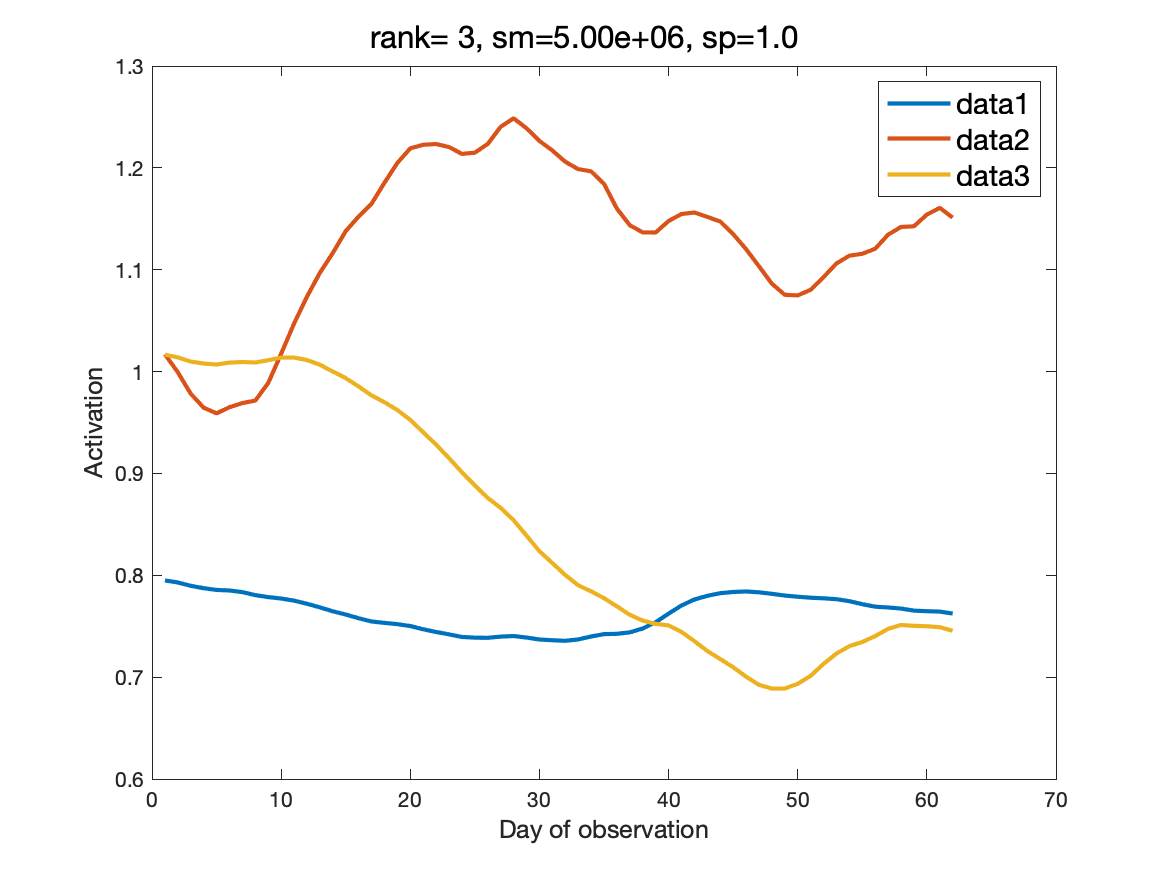 rank= 3, sm=5.00e+06, sp=1.0
1.3
1.2
1.1
1
0.9
0.8
0.7
0.6
Activation
data1
data2
data3
0 10 20 30 40 50 60 70
Day of observation